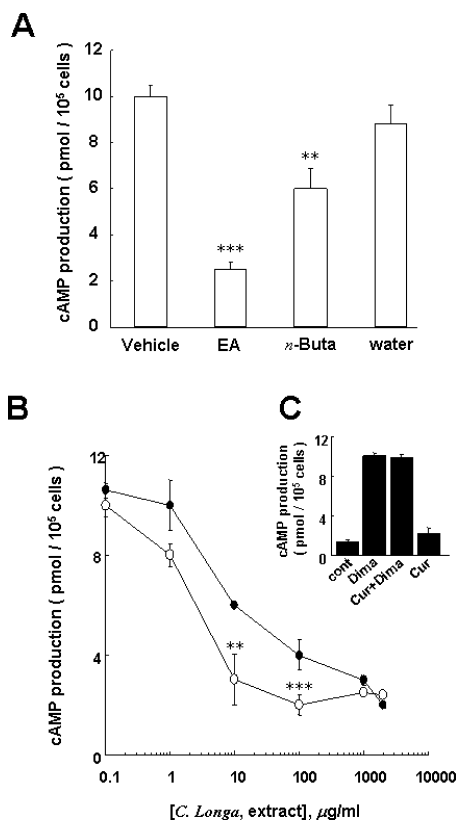 A
cAMP production ( pmol / 10⁵ cells )
12
10
8
6
4
2
0
***
**
Vehicle EA n-Buta water
B
cAMP production ( pmol / 10⁵ cells )
12
8
4
0
**
***
0.1 1 10 100 1000 10000
[C. Longa, extract], μg/ml
C
cAMP production
( pmol / 10⁵ cells )
12
8
4
0
cont Dima Cur+Dima Cur